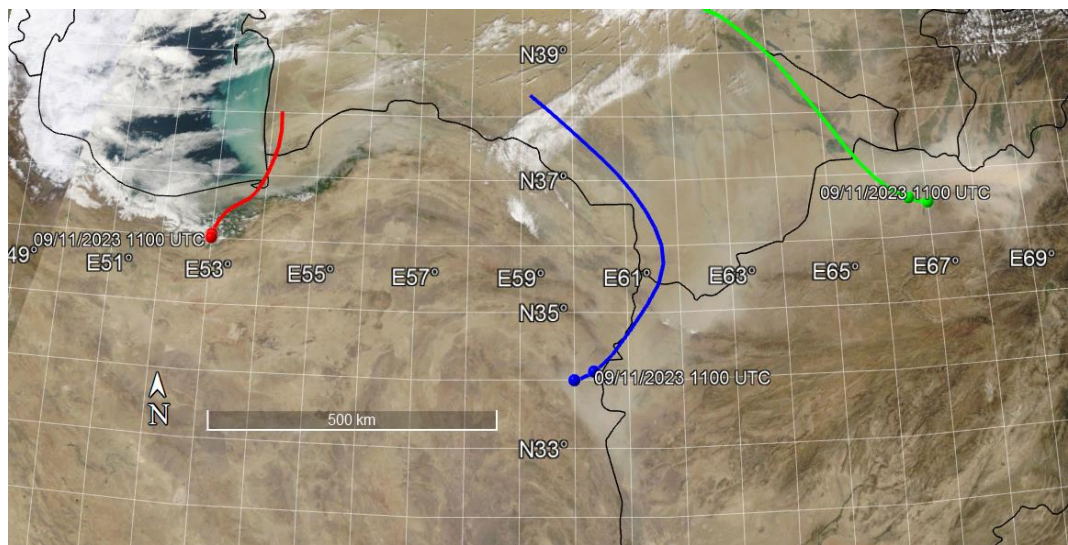 N39°
N37°
09/11/2023 1100 UTC
09/11/2023 1100 UTC
49°
E51°
E53°
E55°
E57°
E59°
E61°
E63°
E65°
E67°
E69°
N35°
09/11/2023 1100 UTC
N
500 km
N33°